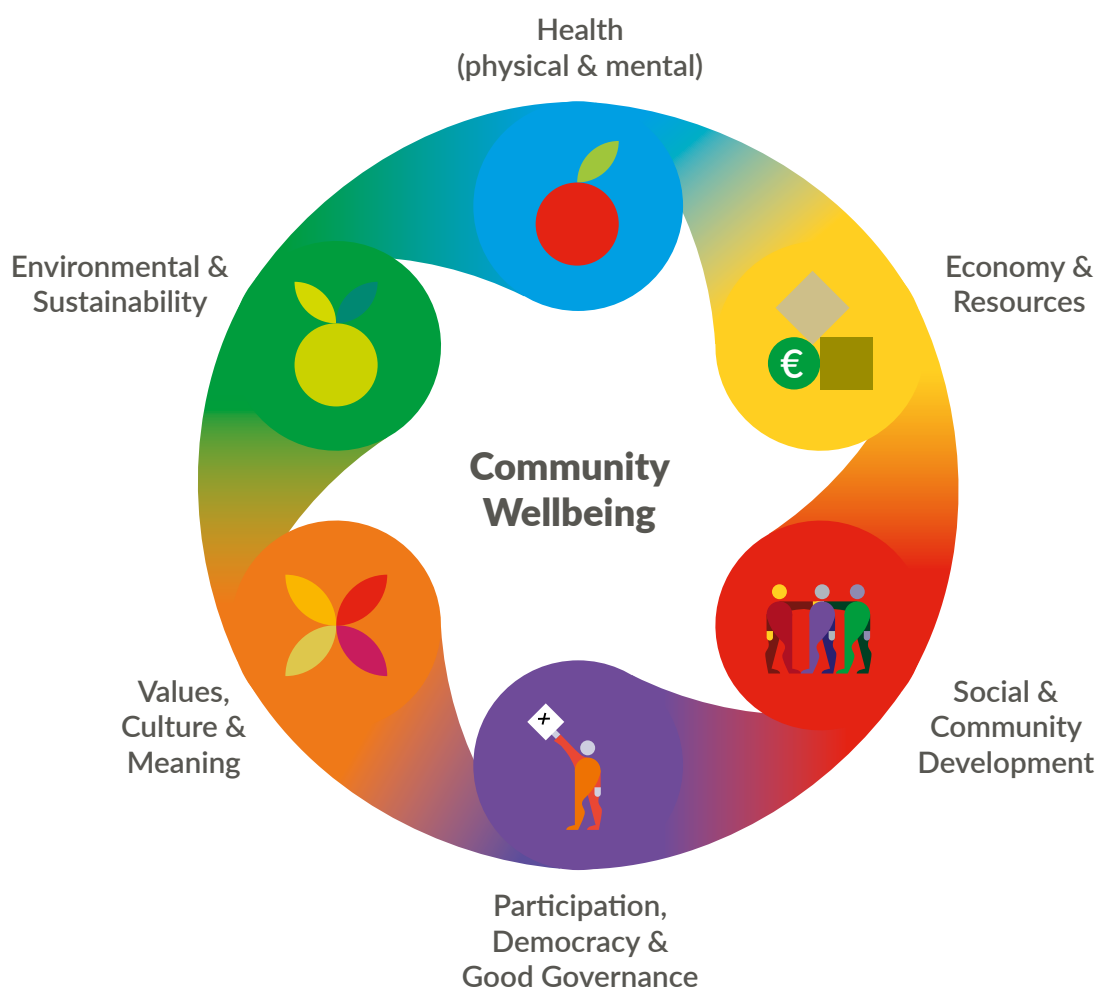 Health
(physical & mental)
Economy &
Resources
Social &
Community
Development
Participation,
Democracy &
Good Governance
Values,
Culture &
Meaning
Environmental &
Sustainability
Community
Wellbeing
€
+